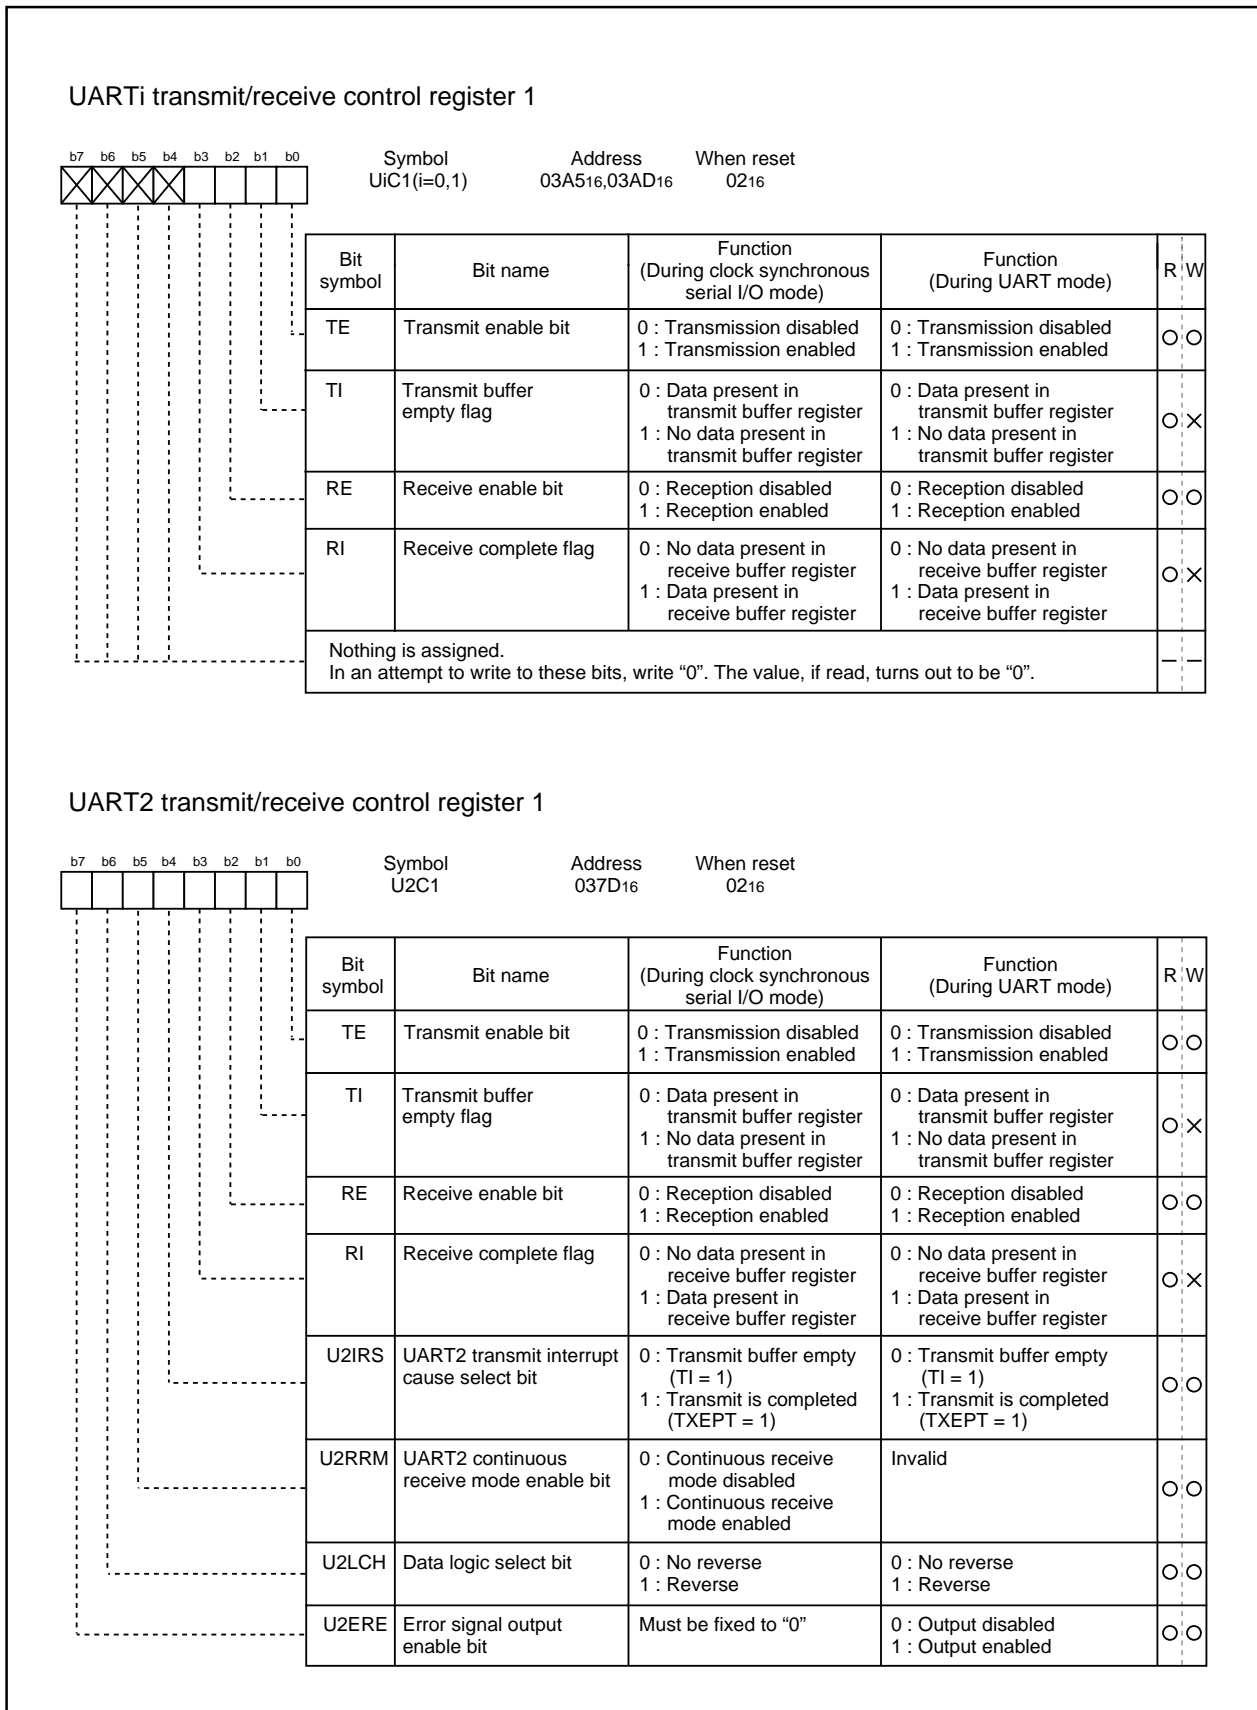 UARTi transmit/receive control register 1
b7 b6 b5 b4 b3 b2 b1 b0
Symbol Address When reset
UiC1(i=0,1) 03A516,03AD16 0216
Bit symbol Bit name Function (During clock synchronous serial I/O mode) Function (During UART mode) R W
TE Transmit enable bit 0 : Transmission disabled 0 : Transmission disabled
1 : Transmission enabled 1 : Transmission enabled
TI Transmit buffer 0 : Data present in 0 : Data present in
empty flag transmit buffer register transmit buffer register
1 : No data present in 1 : No data present in
transmit buffer register transmit buffer register
RE Receive enable bit 0 : Reception disabled 0 : Reception disabled
1 : Reception enabled 1 : Reception enabled
RI Receive complete flag 0 : No data present in 0 : No data present in
receive buffer register receive buffer register
1 : Data present in 1 : Data present in
receive buffer register receive buffer register
Nothing is assigned.
In an attempt to write to these bits, write “0”. The value, if read, turns out to be “0”.
UART2 transmit/receive control register 1
b7 b6 b5 b4 b3 b2 b1 b0
Symbol Address When reset
U2C1 037D16 0216
Bit symbol Bit name Function (During clock synchronous serial I/O mode) Function (During UART mode) R W
TE Transmit enable bit 0 : Transmission disabled 0 : Transmission disabled
1 : Transmission enabled 1 : Transmission enabled
TI Transmit buffer 0 : Data present in 0 : Data present in
empty flag transmit buffer register transmit buffer register
1 : No data present in 1 : No data present in
transmit buffer register transmit buffer register
RE Receive enable bit 0 : Reception disabled 0 : Reception disabled
1 : Reception enabled 1 : Reception enabled
RI Receive complete flag 0 : No data present in 0 : No data present in
receive buffer register receive buffer register
1 : Data present in 1 : Data present in
receive buffer register receive buffer register
U2IRS UART2 transmit interrupt 0 : Transmit buffer empty 0 : Transmit buffer empty
cause select bit (TI = 1) (TI = 1)
1 : Transmit is completed 1 : Transmit is completed
(TXEPT = 1) (TXEPT = 1)
U2RRM UART2 continuous 0 : Continuous receive Invalid
receive mode enable bit mode disabled
1 : Continuous receive
mode enabled
U2LCH Data logic select bit 0 : No reverse 0 : No reverse
1 : Reverse 1 : Reverse
U2ERE Error signal output Must be fixed to “0” 0 : Output disabled
enable bit 1 : Output enabled